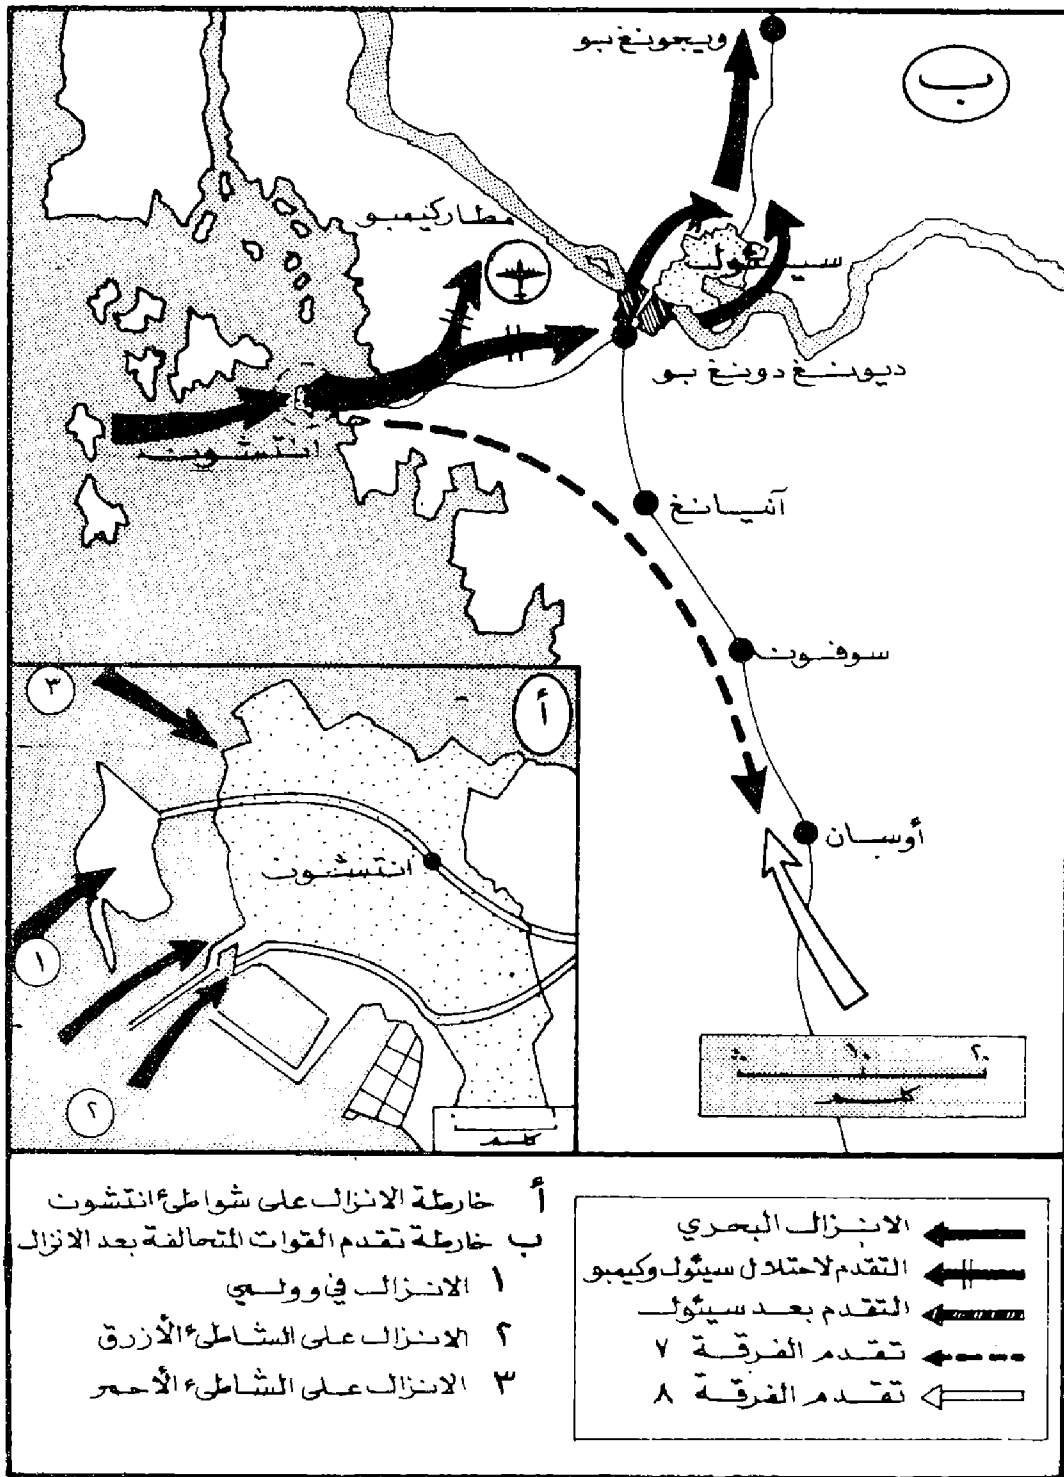 ب
ويجونغ بو
مطار كيمبو
سيئول
ديونغ دونغ بو
انتشون
آنيانغ
سوفون
أوسان
٠ ١٠ ٢٠
كلم
أ
٣
انتشون
١
٢
كلم
أ خارطة الانزال على شواطئ انتشون
ب خارطة تقدم القوات المتحالفة بعد الانزال
١ الانزال في وولمي
٢ الانزال على الشاطئ الأزرق
٣ الانزال على الشاطئ الأحمر
الانزال البحري
التقدم لاحتلال سيئول وكيمبو
التقدم بعد سيئول
تقدم الفرقة ٧
تقدم الفرقة ٨